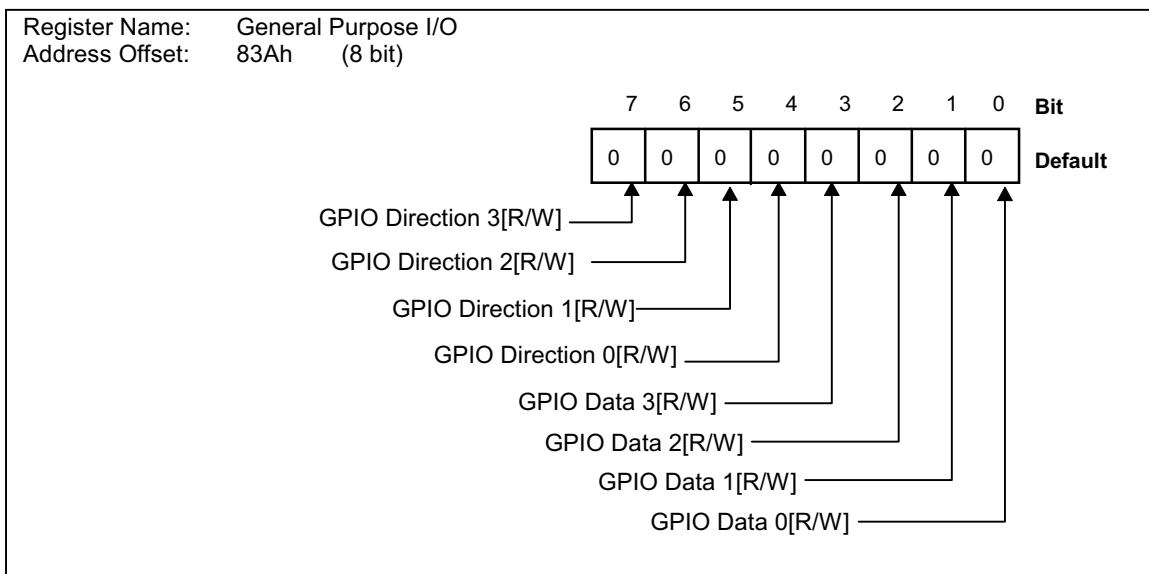 Register Name: General Purpose I/O
Address Offset: 83Ah (8 bit)
7 6 5 4 3 2 1 0 Bit
0 0 0 0 0 0 0 0 Default
GPIO Direction 3[R/W]
GPIO Direction 2[R/W]
GPIO Direction 1[R/W]
GPIO Direction 0[R/W]
GPIO Data 3[R/W]
GPIO Data 2[R/W]
GPIO Data 1[R/W]
GPIO Data 0[R/W]